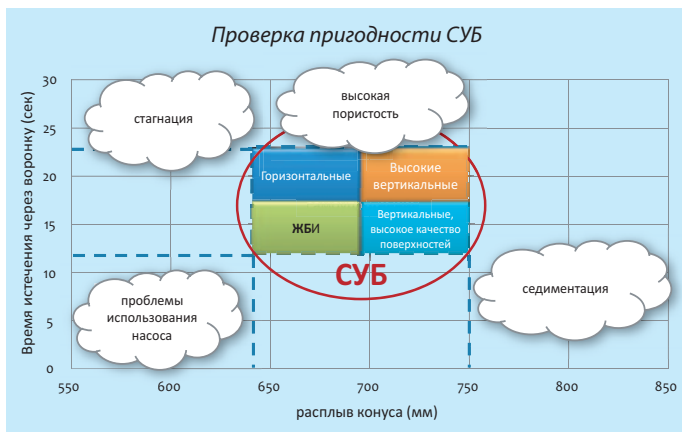 Проверка пригодности СУБ
Время истечения через воронку (сек)
30
25
20
15
10
5
0
стагнация
высокая
пористость
Горизонтальные
Высокие
вертикальные
ЖБИ
Вертикальные,
высокое качество
поверхностей
СУБ
проблемы
использования
насоса
седиментация
550
600
650
700
750
800
850
расплыв конуса (мм)